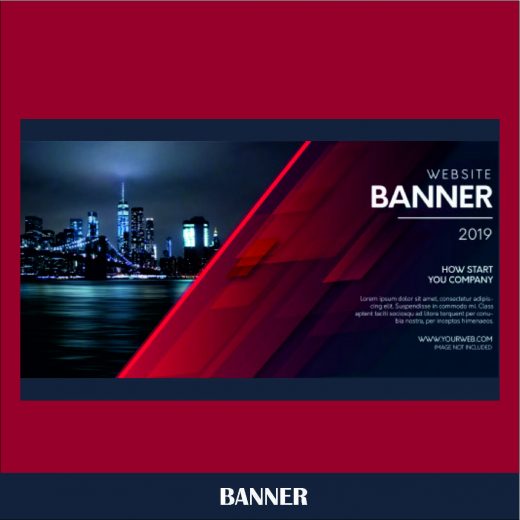 WEBSITE
BANNER
2019
HOW START
YOU COMPANY
Lorem ipsum dolor sit amet, consectetur adipis-
cing elit. Suspendisse in commodo mi. Class
aptent taciti sociosqu ad litora torquent per conu-
bia nostra, per inceptos himenaeos.
WWW.YOURWEB.COM
IMAGE NOT INCLUDED
BANNER